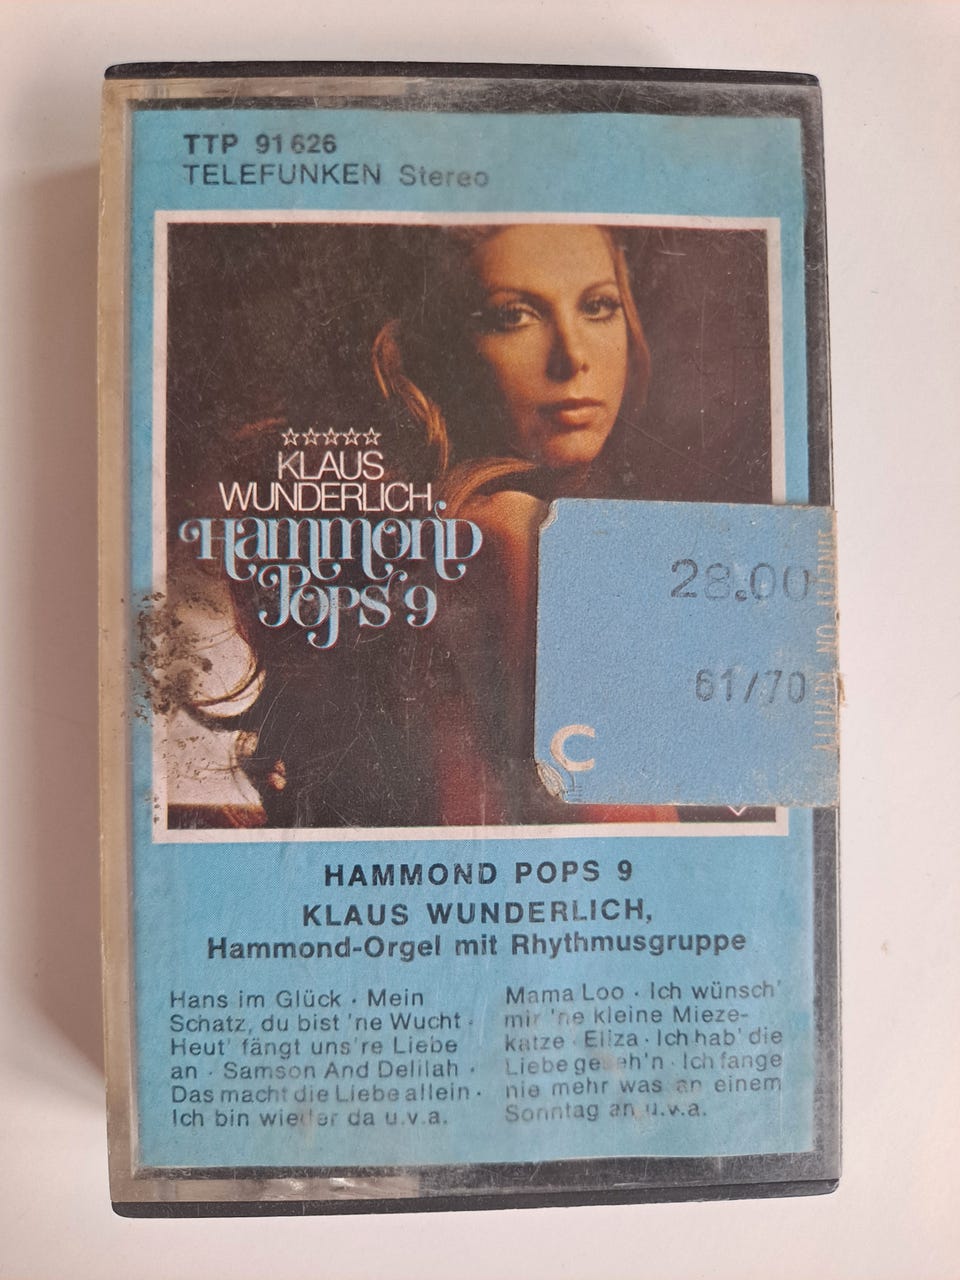 TTP 91 626
TELEFUNKEN Stereo
☆☆☆☆☆
KLAUS
WUNDERLICH
Hammond
Pops 9
28.00
61/70
C
HAMMOND POPS 9
KLAUS WUNDERLICH,
Hammond-Orgel mit Rhythmusgruppe
Hans im Glück · Mein
Schatz, du bist 'ne Wucht ·
Heut' fängt uns're Liebe
an · Samson And Delilah ·
Das macht die Liebe allein ·
Ich bin wieder da u.v.a.
Mama Loo · Ich wünsch'
mir 'ne kleine Mieze-
katze · Eliza · Ich hab' die
Liebe geseh'n · Ich fange
nie mehr was an einem
Sonntag an u.v.a.